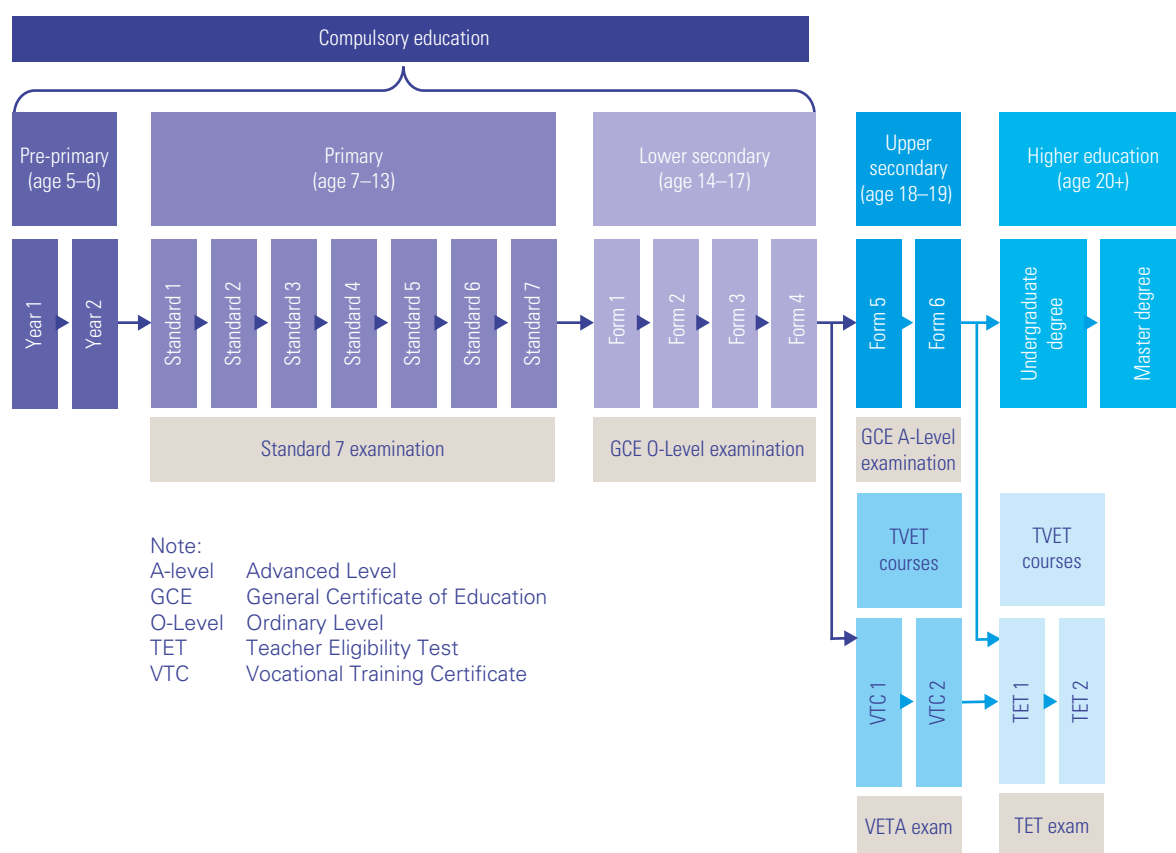 Compulsory education
Pre-primary
(age 5–6)
Primary
(age 7–13)
Lower secondary
(age 14–17)
Upper
secondary
(age 18–19)
Higher education
(age 20+)
Year 1
Year 2
Standard 1
Standard 2
Standard 3
Standard 4
Standard 5
Standard 6
Standard 7
Form 1
Form 2
Form 3
Form 4
Form 5
Form 6
Undergraduate
degree
Master degree
Standard 7 examination
GCE O-Level examination
GCE A-Level
examination
TVET
courses
TVET
courses
Note:
A-level Advanced Level
GCE General Certificate of Education
O-Level Ordinary Level
TET Teacher Eligibility Test
VTC Vocational Training Certificate
VTC 1
VTC 2
TET 1
TET 2
VETA exam
TET exam